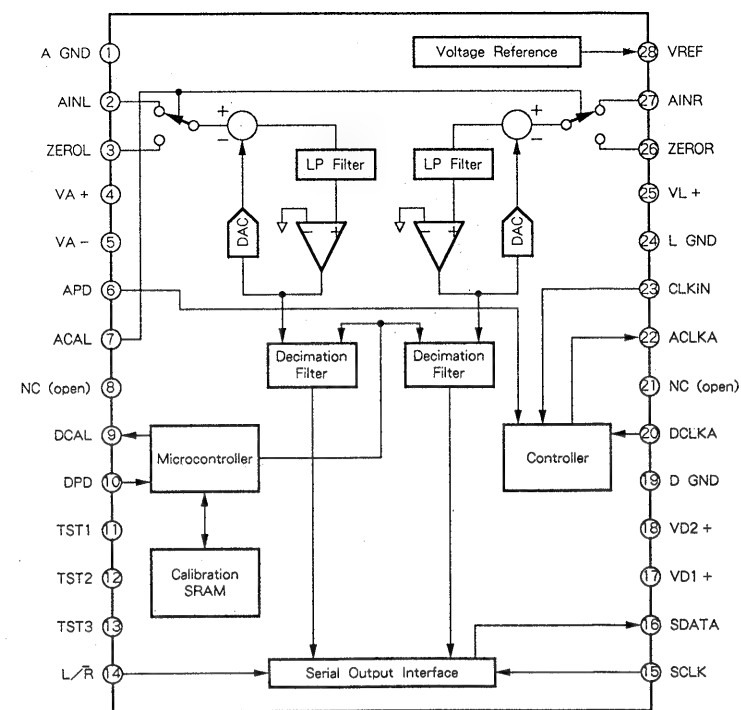 A GND 1
Voltage Reference
28 VREF
AINL 2
+
+
27 AINR
−
−
ZEROL 3
26 ZEROR
LP Filter
LP Filter
VA + 4
25 VL +
DAC
− +
− +
DAC
VA − 5
24 L GND
APD 6
23 CLKIN
ACAL 7
22 ACLKA
Decimation
Filter
Decimation
Filter
NC (open) 8
21 NC (open)
DCAL 9
20 DCLKA
Microcontroller
Controller
DPD 10
19 D GND
TST1 11
18 VD2 +
TST2 12
Calibration
SRAM
17 VD1 +
TST3 13
16 SDATA
L/R̅ 14
Serial Output Interface
15 SCLK